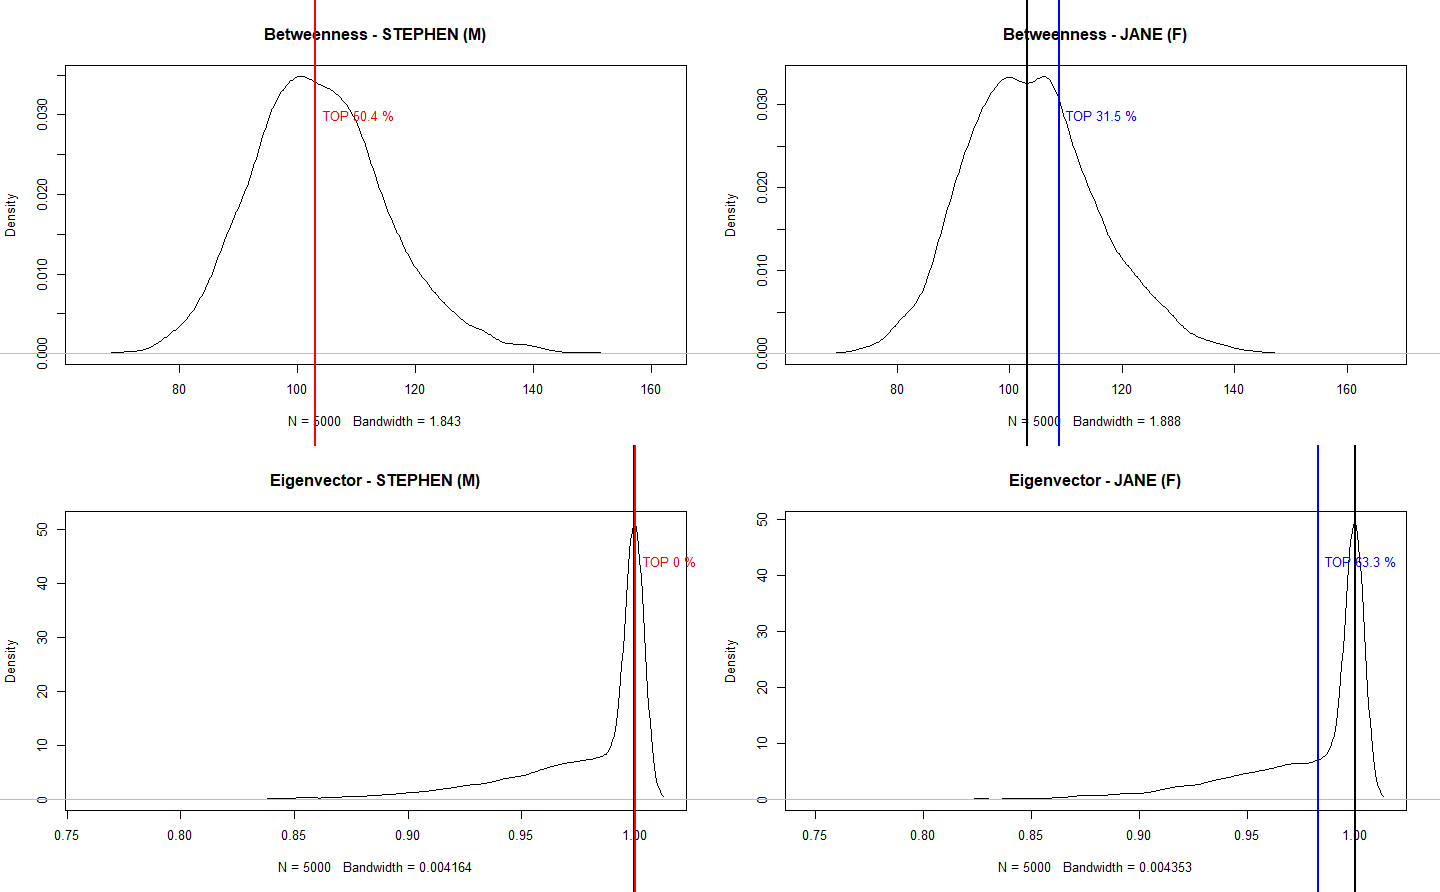 Betweenness - STEPHEN (M)
Density
0.000
0.010
0.020
0.030
TOP 50.4 %
80
100
120
140
160
N = 5000 Bandwidth = 1.843
Betweenness - JANE (F)
Density
0.000
0.010
0.020
0.030
TOP 31.5 %
80
100
120
140
160
N = 5000 Bandwidth = 1.888
Eigenvector - STEPHEN (M)
Density
0
10
20
30
40
50
TOP 0 %
0.75
0.80
0.85
0.90
0.95
1.00
N = 5000 Bandwidth = 0.004164
Eigenvector - JANE (F)
Density
0
10
20
30
40
50
TOP 63.3 %
0.75
0.80
0.85
0.90
0.95
1.00
N = 5000 Bandwidth = 0.004353